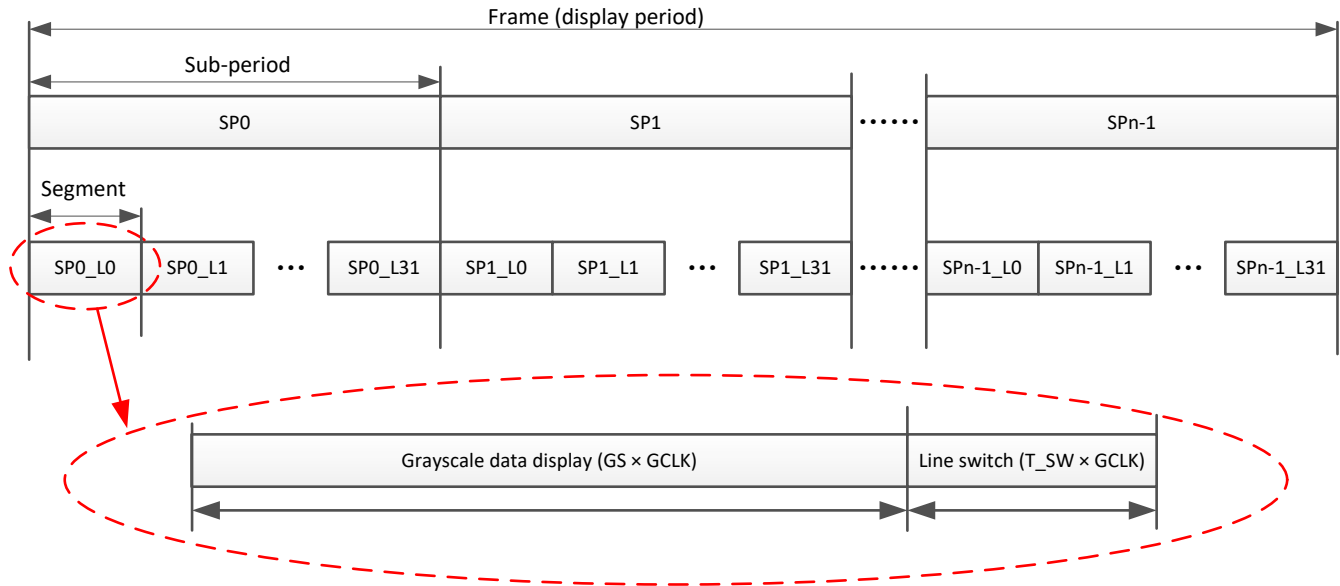 Frame (display period)
Sub-period
SP0 SP1 ...... SPn-1
Segment
SP0_L0 SP0_L1 ... SP0_L31 SP1_L0 SP1_L1 ... SP1_L31 ...... SPn-1_L0 SPn-1_L1 ... SPn-1_L31
Grayscale data display (GS × GCLK) Line switch (T_SW × GCLK)